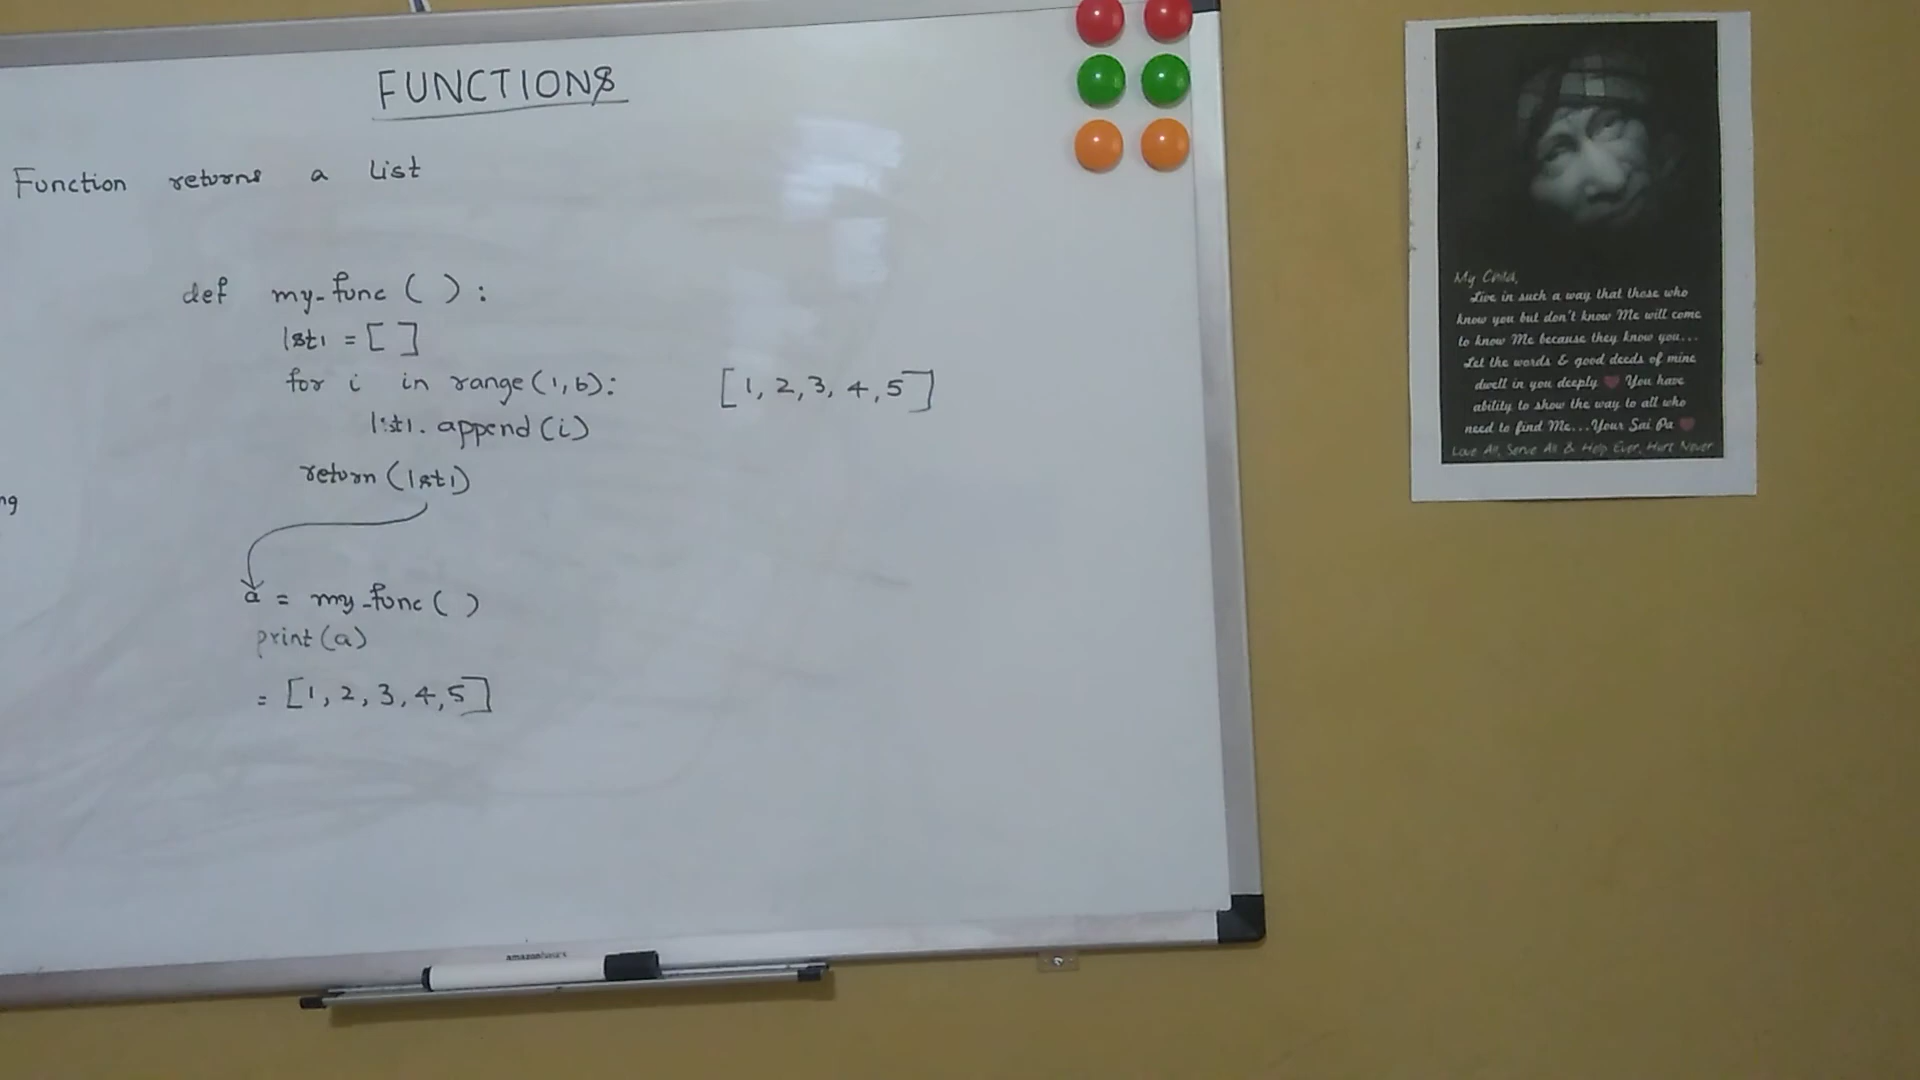 FUNCTIONS
Function returns a List
def my_func ( ) :
lst1 = [ ]
for i in range(1,6):
[1, 2, 3, 4, 5]
list1. append(i)
return (lst1)
ng
a = my_func ( )
print(a)
= [1, 2, 3, 4, 5]
My Child,
Live in such a way that those who
know you but don't know Me will come
to know Me because they know you...
Let the words & good deeds of mine
dwell in you deeply ❤ You have
ability to show the way to all who
need to find Me...Your Sai Pa ❤
Love All, Serve All & Help Ever, Hurt Never
amazonbasics